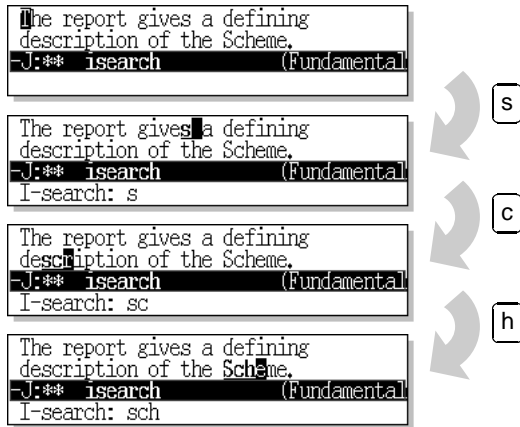 The report gives a defining
description of the Scheme.
-J:** isearch (Fundamental
s
The report gives a defining
description of the Scheme.
-J:** isearch (Fundamental
I-search: s
c
The report gives a defining
description of the Scheme.
-J:** isearch (Fundamental
I-search: sc
h
The report gives a defining
description of the Scheme.
-J:** isearch (Fundamental
I-search: sch